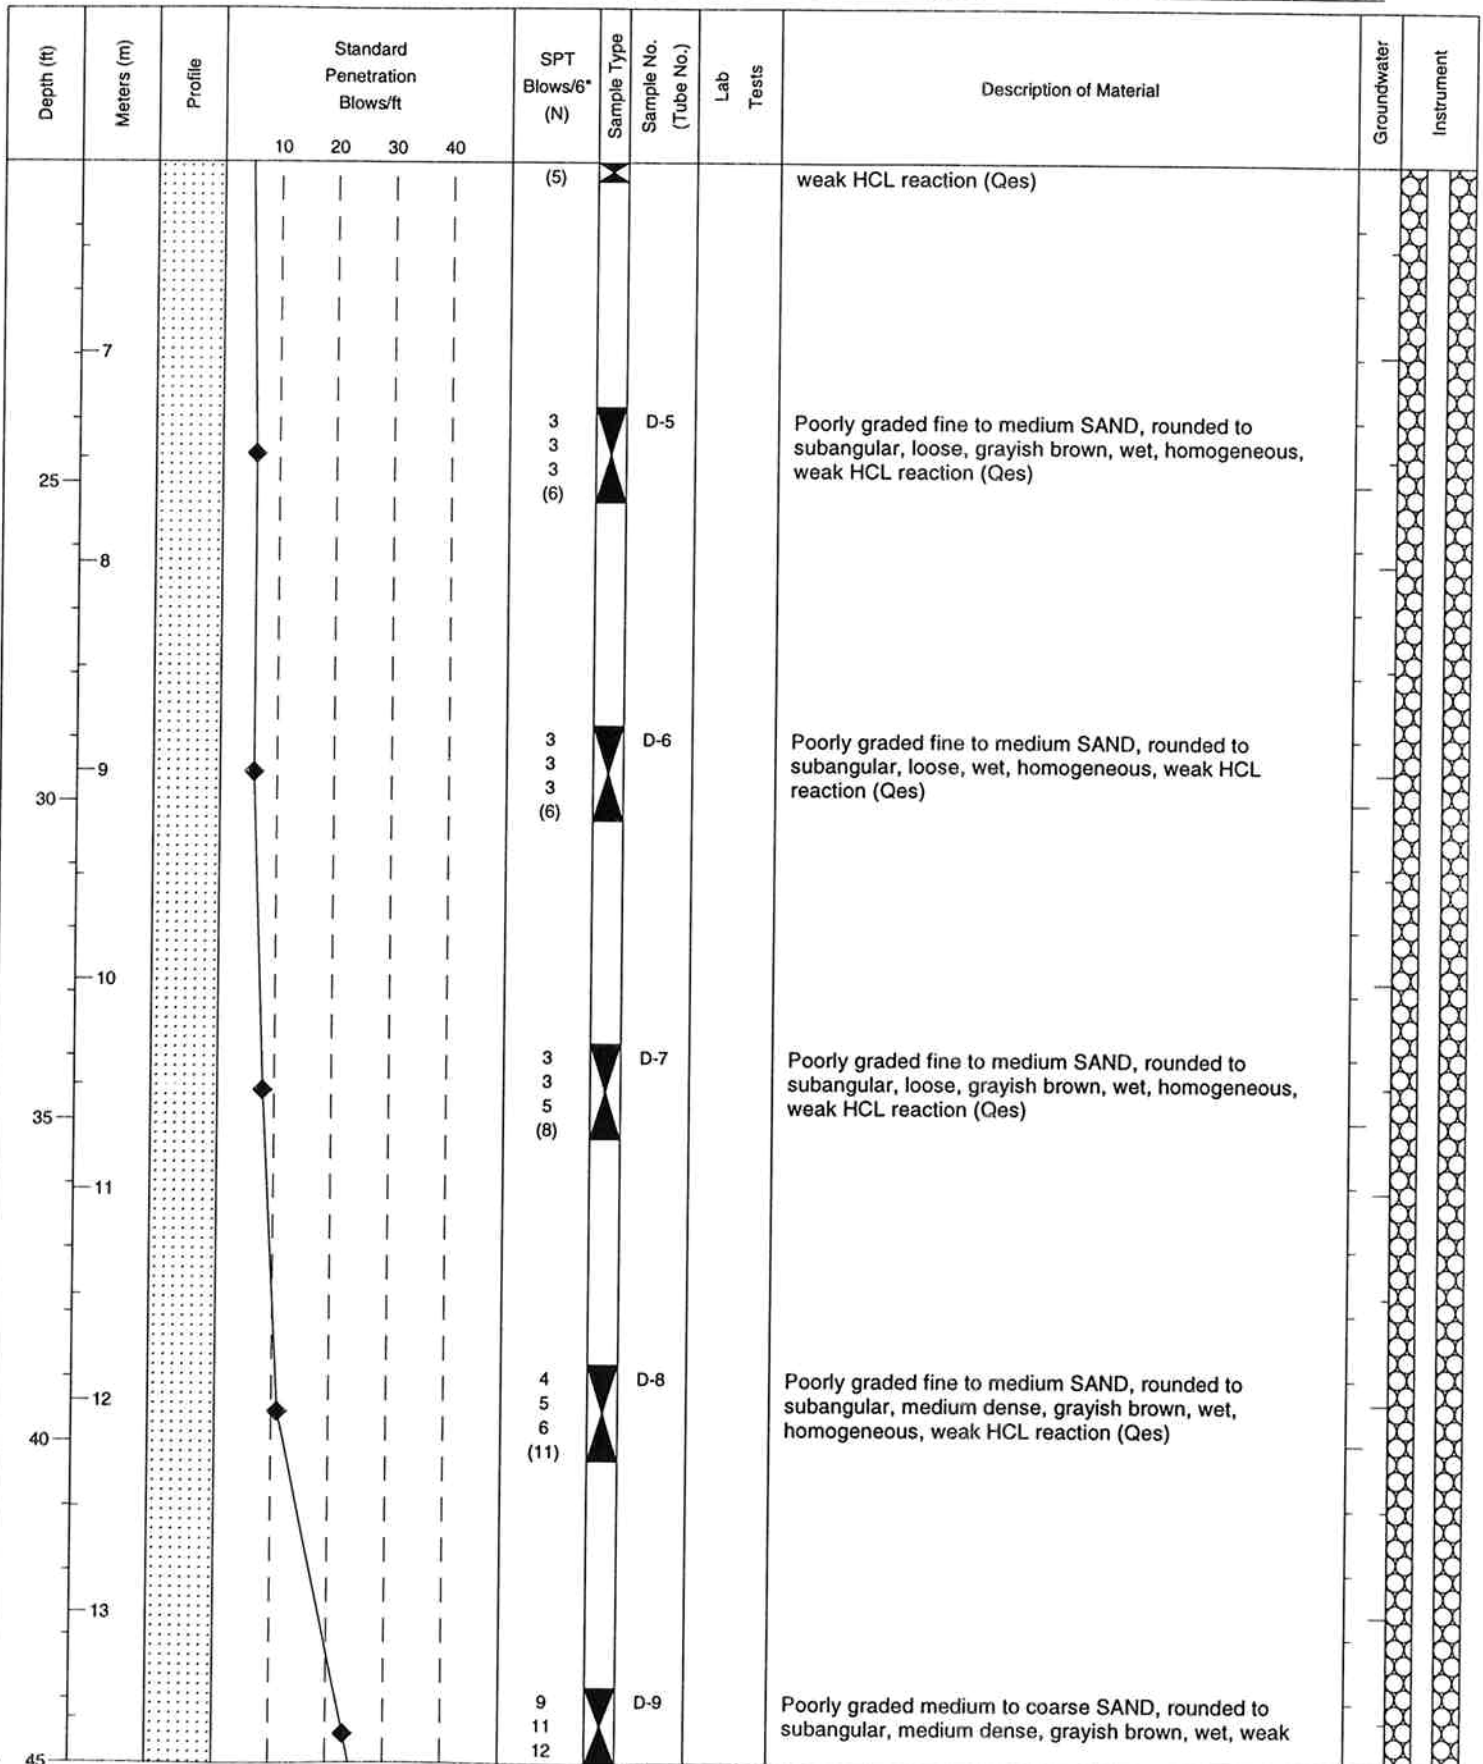 Depth (ft)
Meters (m)
Profile
Standard
Penetration
Blows/ft
10 20 30 40
SPT
Blows/6"
(N)
Sample Type
Sample No.
(Tube No.)
Lab
Tests
Description of Material
Groundwater
Instrument
(5) weak HCL reaction (Qes)
7
3 D-5 Poorly graded fine to medium SAND, rounded to
3 subangular, loose, grayish brown, wet, homogeneous,
3 weak HCL reaction (Qes)
25 (6)
8
3 D-6 Poorly graded fine to medium SAND, rounded to
9 3 subangular, loose, wet, homogeneous, weak HCL
3 reaction (Qes)
30 (6)
10
3 D-7 Poorly graded fine to medium SAND, rounded to
3 subangular, loose, grayish brown, wet, homogeneous,
35 5 weak HCL reaction (Qes)
(8)
11
4 D-8 Poorly graded fine to medium SAND, rounded to
12 5 subangular, medium dense, grayish brown, wet,
40 6 homogeneous, weak HCL reaction (Qes)
(11)
13
9 D-9 Poorly graded medium to coarse SAND, rounded to
11 subangular, medium dense, grayish brown, wet, weak
45 12